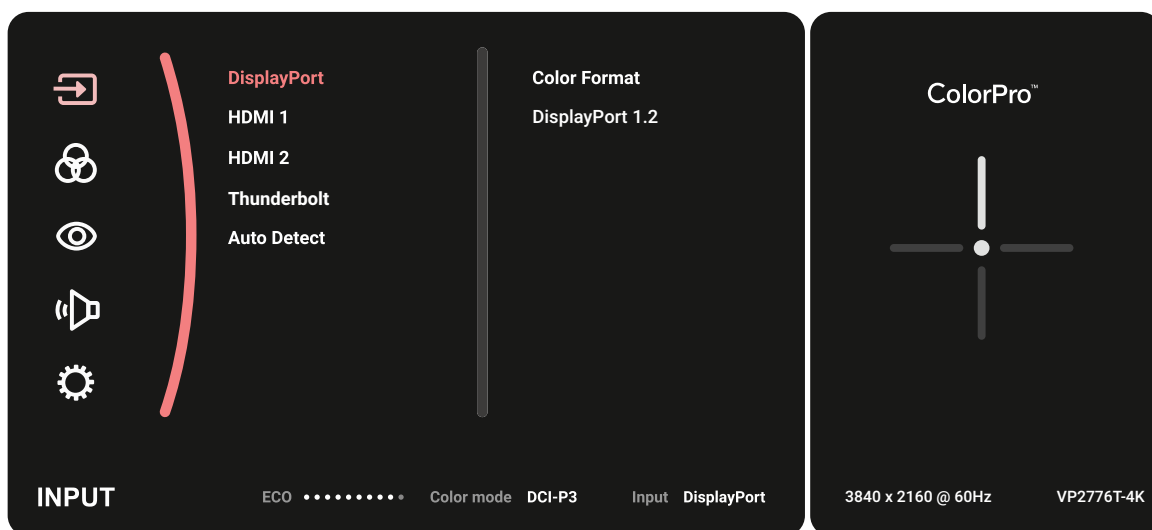 DisplayPort
HDMI 1
HDMI 2
Thunderbolt
Auto Detect
Color Format
DisplayPort 1.2
INPUT
ECO
Color mode DCI-P3
Input DisplayPort
ColorPro™
3840 x 2160 @ 60Hz
VP2776T-4K